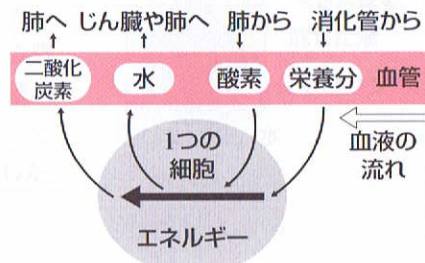 肺へ じん臓や肺へ 肺から 消化管から
二酸化
炭素
水
酸素
栄養分
血管
1つの
細胞
血液の
流れ
エネルギー